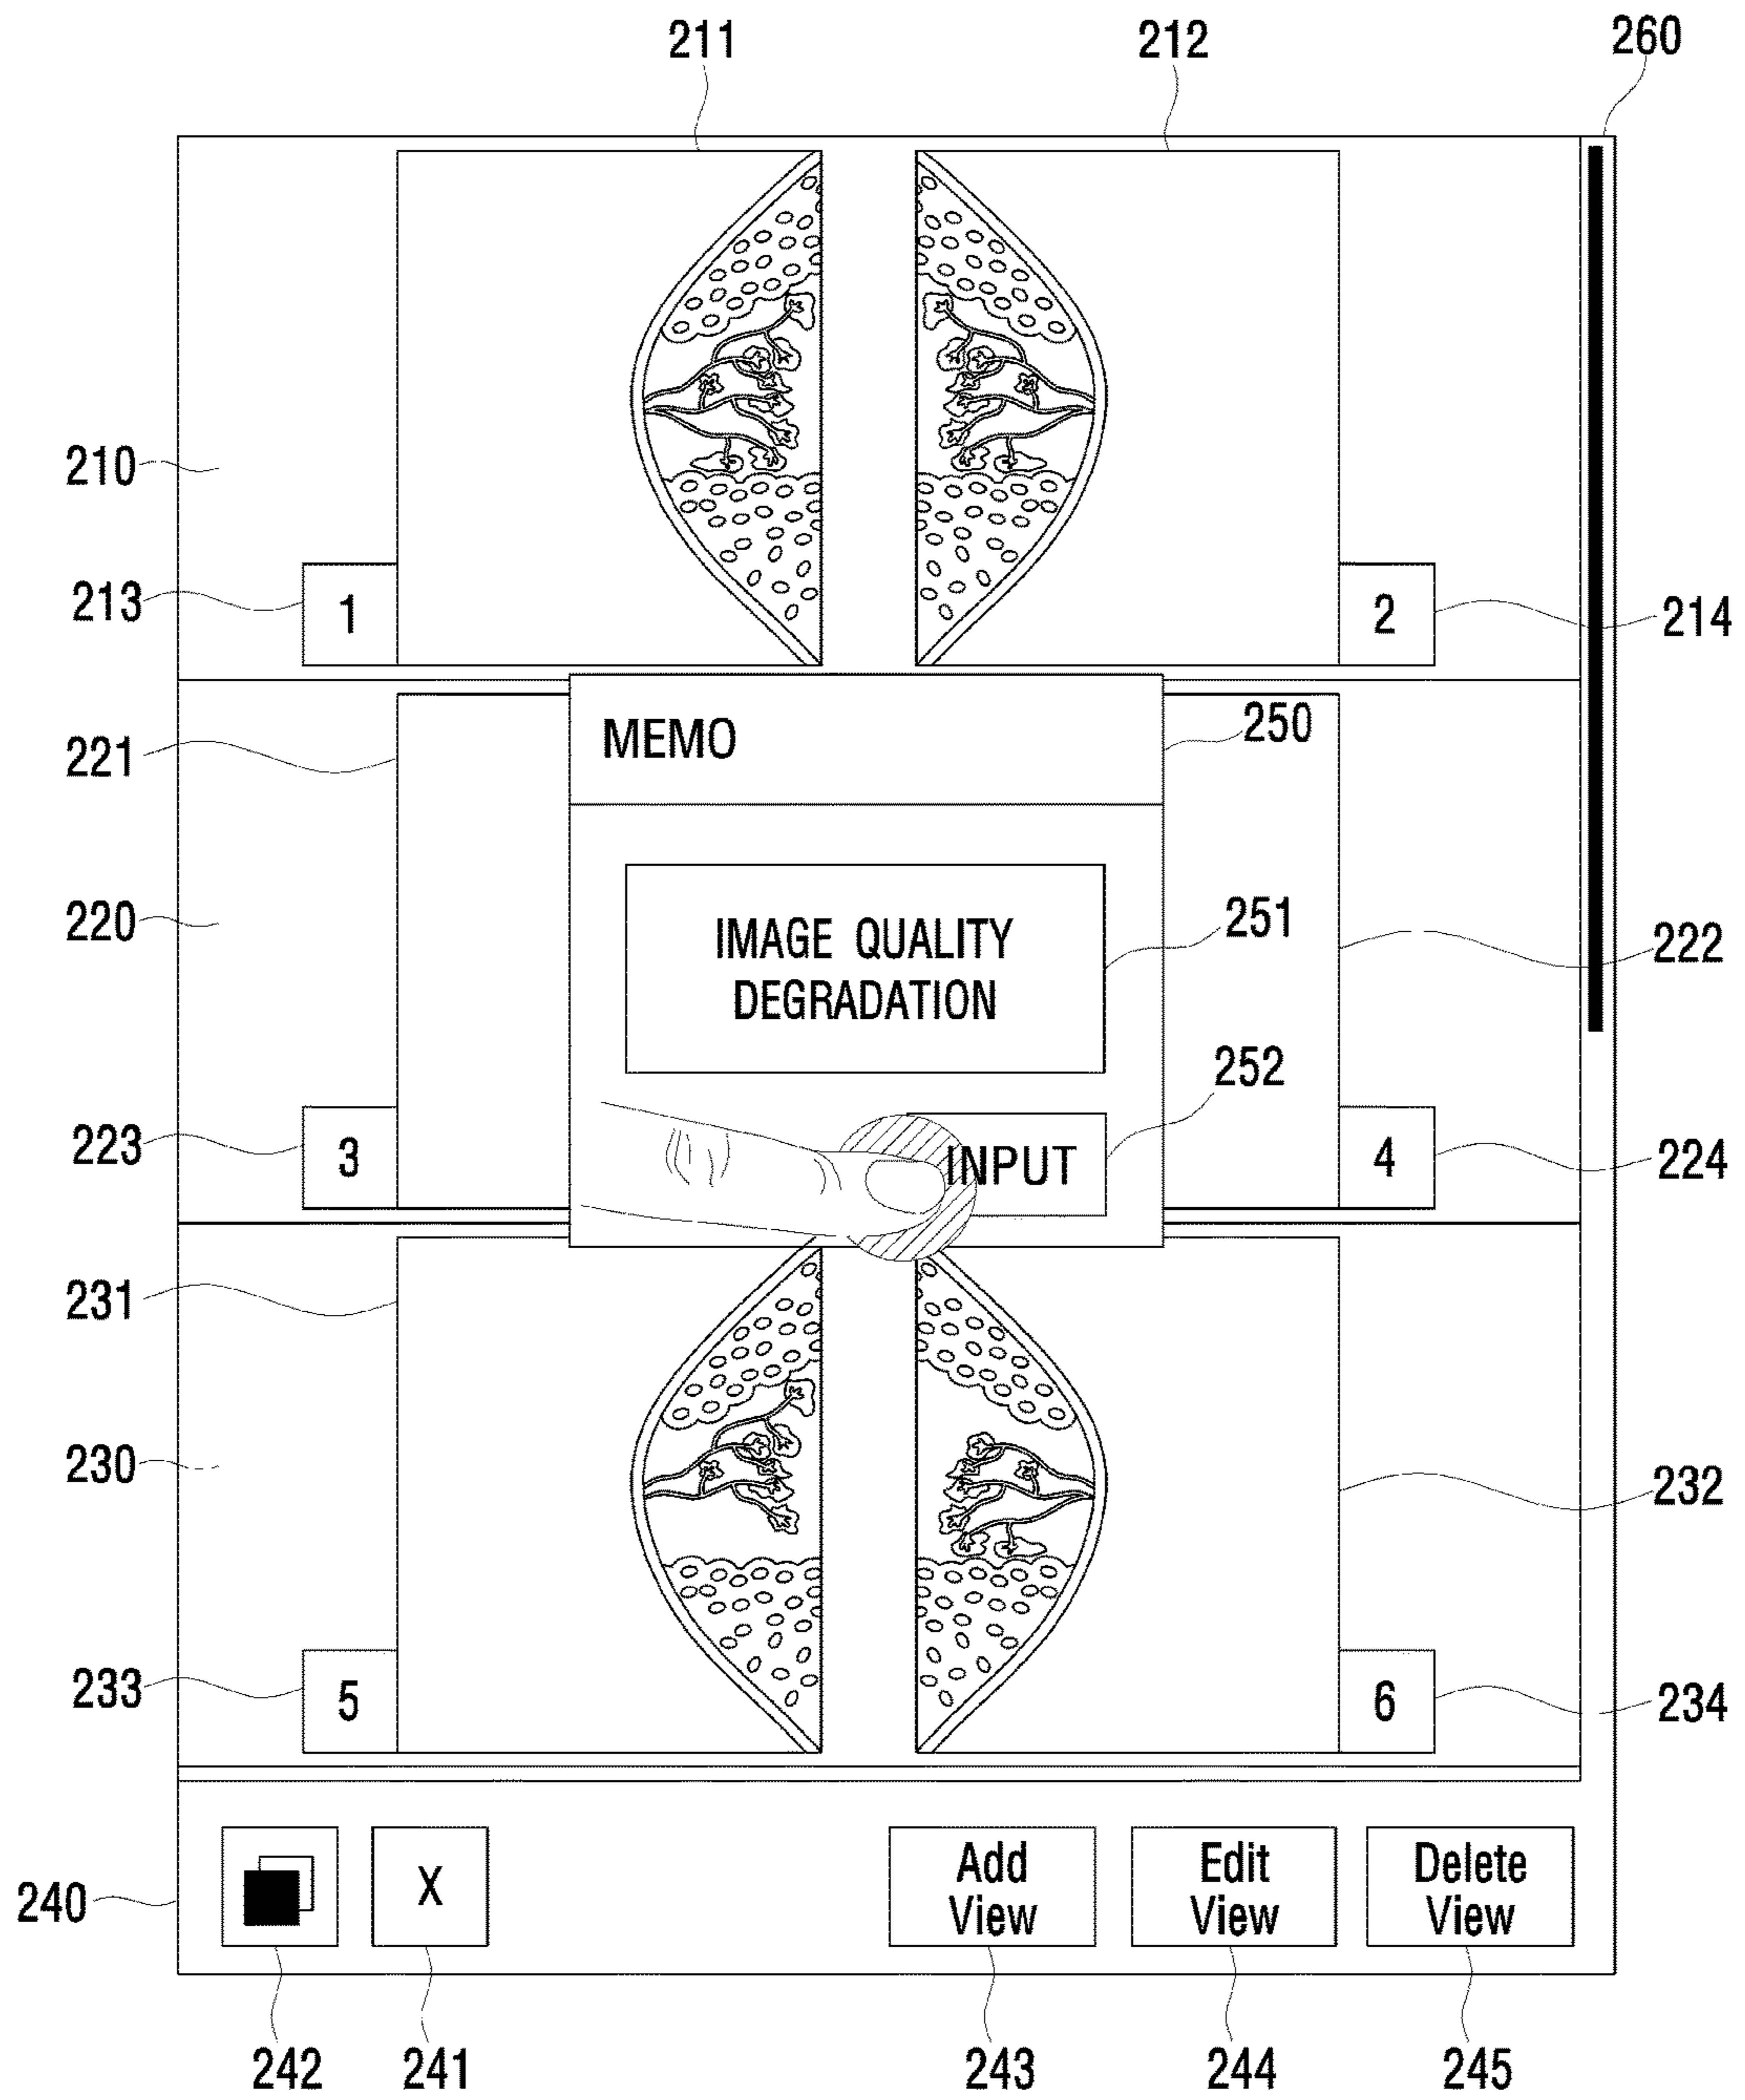 211 212 260
210
213 1 2 214
221 MEMO 250
220 IMAGE QUALITY 251 222
DEGRADATION
252
223 3 INPUT 4 224
231
230 232
233 5 6 234
240 X Add View Edit View Delete View
242 241 243 244 245